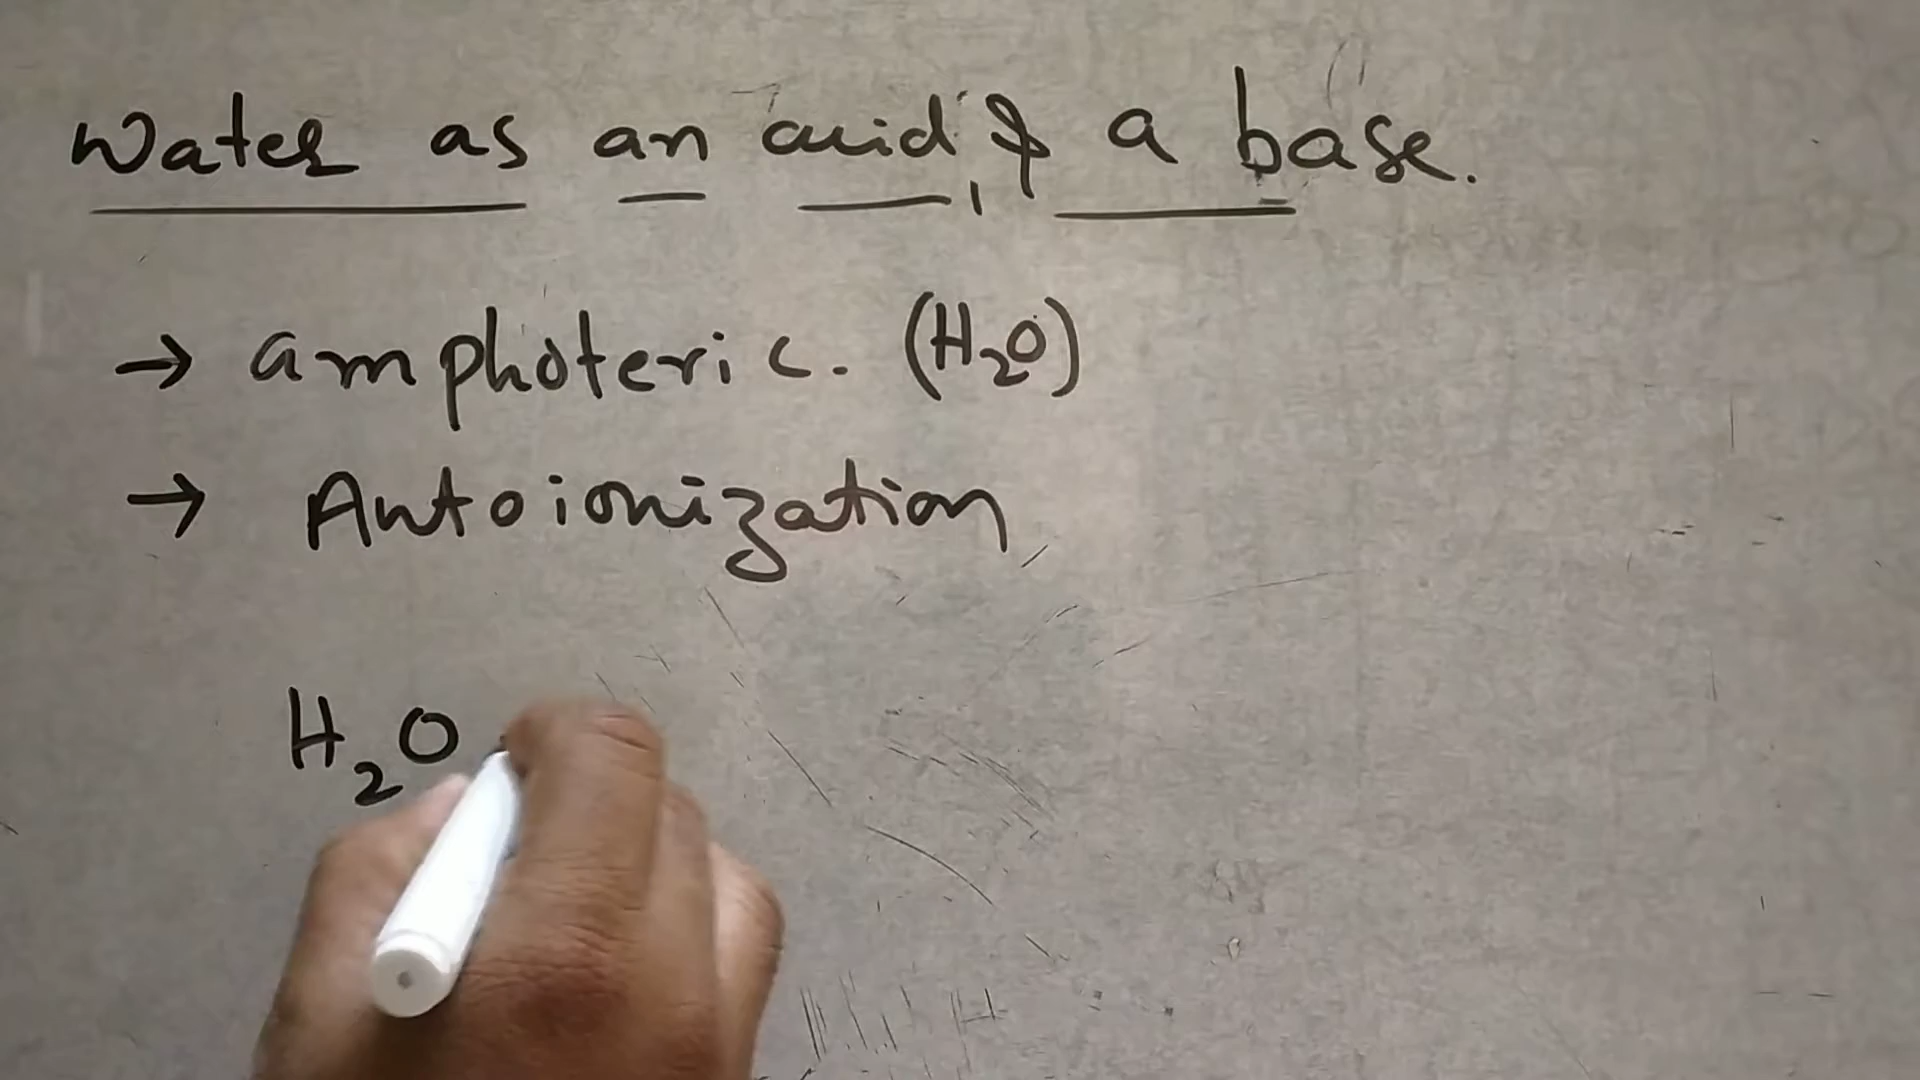 Water as an acid & a base.
→ amphoteric. (H₂O)
→ Autoionization
H₂O